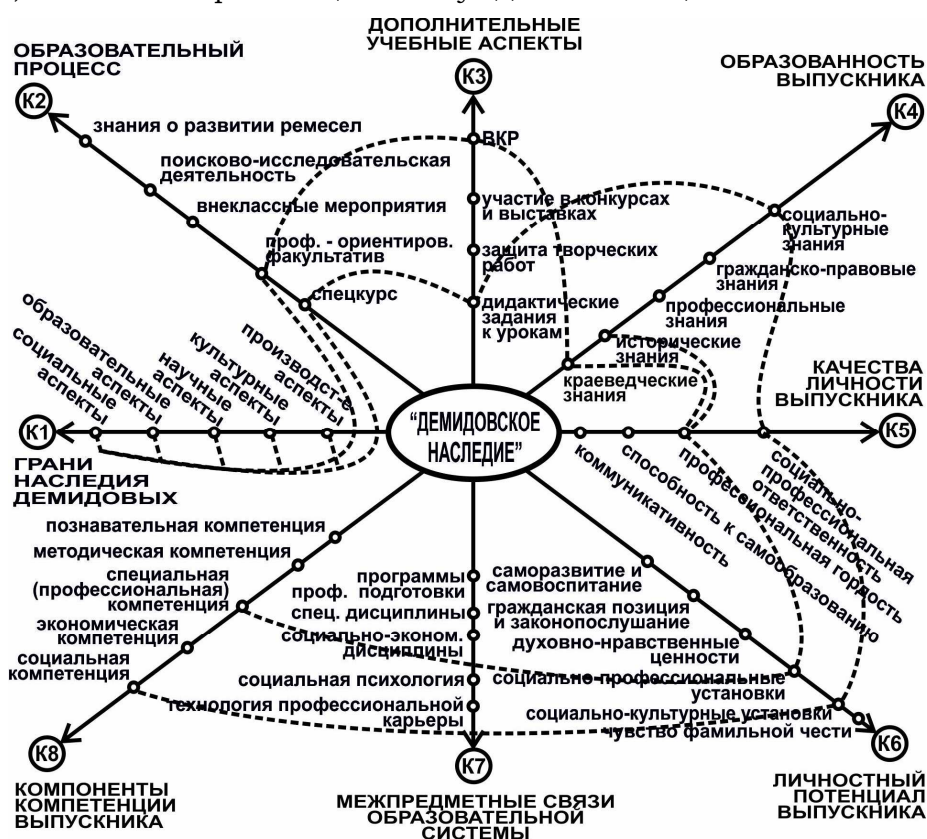 ДОПОЛНИТЕЛЬНЫЕ
УЧЕБНЫЕ АСПЕКТЫ
К3
ОБРАЗОВАТЕЛЬНЫЙ
ПРОЦЕСС
К2
ОБРАЗОВАННОСТЬ
ВЫПУСКНИКА
К4
знания о развитии ремесел
поисково-исследовательская
деятельность
внеклассные мероприятия
проф. - ориентиров.
факультатив
спецкурс
ВКР
участие в конкурсах
и выставках
защита творческих
работ
дидактические
задания
к урокам
социально-
культурные
знания
гражданско-правовые
знания
профессиональные
знания
исторические
знания
краеведческие
знания
социальные
аспекты
образовательные
аспекты
научные
аспекты
культурные
аспекты
производст-е
аспекты
К1
ГРАНИ
НАСЛЕДИЯ
ДЕМИДОВЫХ
“ДЕМИДОВСКОЕ
НАСЛЕДИЕ”
КАЧЕСТВА
ЛИЧНОСТИ
ВЫПУСКНИКА
К5
коммуникативность
способность к самообразованию
профессиональная гордость
социально-
профессиональная
ответственность
познавательная компетенция
методическая компетенция
специальная
(профессиональная)
компетенция
экономическая
компетенция
социальная
компетенция
К8
КОМПОНЕНТЫ
КОМПЕТЕНЦИИ
ВЫПУСКНИКА
программы
проф. подготовки
спец. дисциплины
социально-эконом.
дисциплины
социальная психология
технология профессиональной
карьеры
К7
МЕЖПРЕДМЕТНЫЕ СВЯЗИ
ОБРАЗОВАТЕЛЬНОЙ
СИСТЕМЫ
саморазвитие и
самовоспитание
гражданская позиция
и законопослушание
духовно-нравственные
ценности
социально-профессиональные
установки
социально-культурные установки
чувство фамильной чести
К6
ЛИЧНОСТНЫЙ
ПОТЕНЦИАЛ
ВЫПУСКНИКА